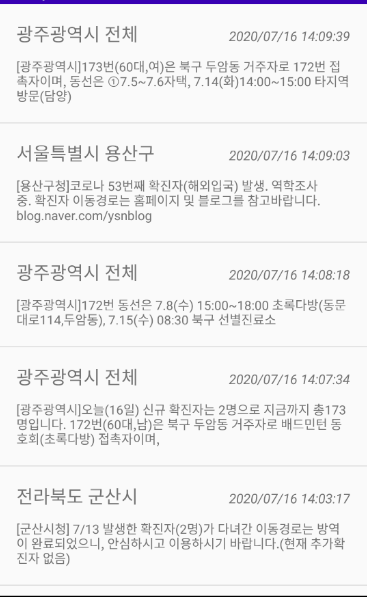 광주광역시 전체
2020/07/16 14:09:39
[광주광역시]173번(60대,여)은 북구 두암동 거주자로 172번 접
촉자이며, 동선은 ①7.5~7.6자택, 7.14(화)14:00~15:00 타지역
방문(담양)
서울특별시 용산구
2020/07/16 14:09:03
[용산구청]코로나 53번째 확진자(해외입국) 발생. 역학조사
중. 확진자 이동경로는 홈페이지 및 블로그를 참고바랍니다.
blog.naver.com/ysnblog
광주광역시 전체
2020/07/16 14:08:18
[광주광역시]172번 동선은 7.8(수) 15:00~18:00 초록다방(동문
대로114,두암동), 7.15(수) 08:30 북구 선별진료소
광주광역시 전체
2020/07/16 14:07:34
[광주광역시]오늘(16일) 신규 확진자는 2명으로 지금까지 총173
명입니다. 172번(60대,남)은 북구 두암동 거주자로 배드민턴 동
호회(초록다방) 접촉자이며,
전라북도 군산시
2020/07/16 14:03:17
[군산시청] 7/13 발생한 확진자(2명)가 다녀간 이동경로는 방역
이 완료되었으니, 안심하시고 이용하시기 바랍니다.(현재 추가확
진자 없음)